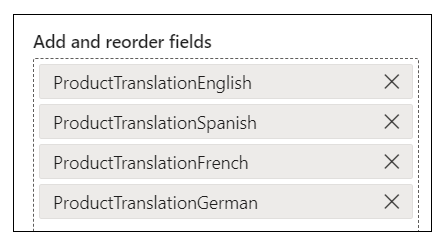 Add and reorder fields
ProductTranslationEnglish
ProductTranslationSpanish
ProductTranslationFrench
ProductTranslationGerman